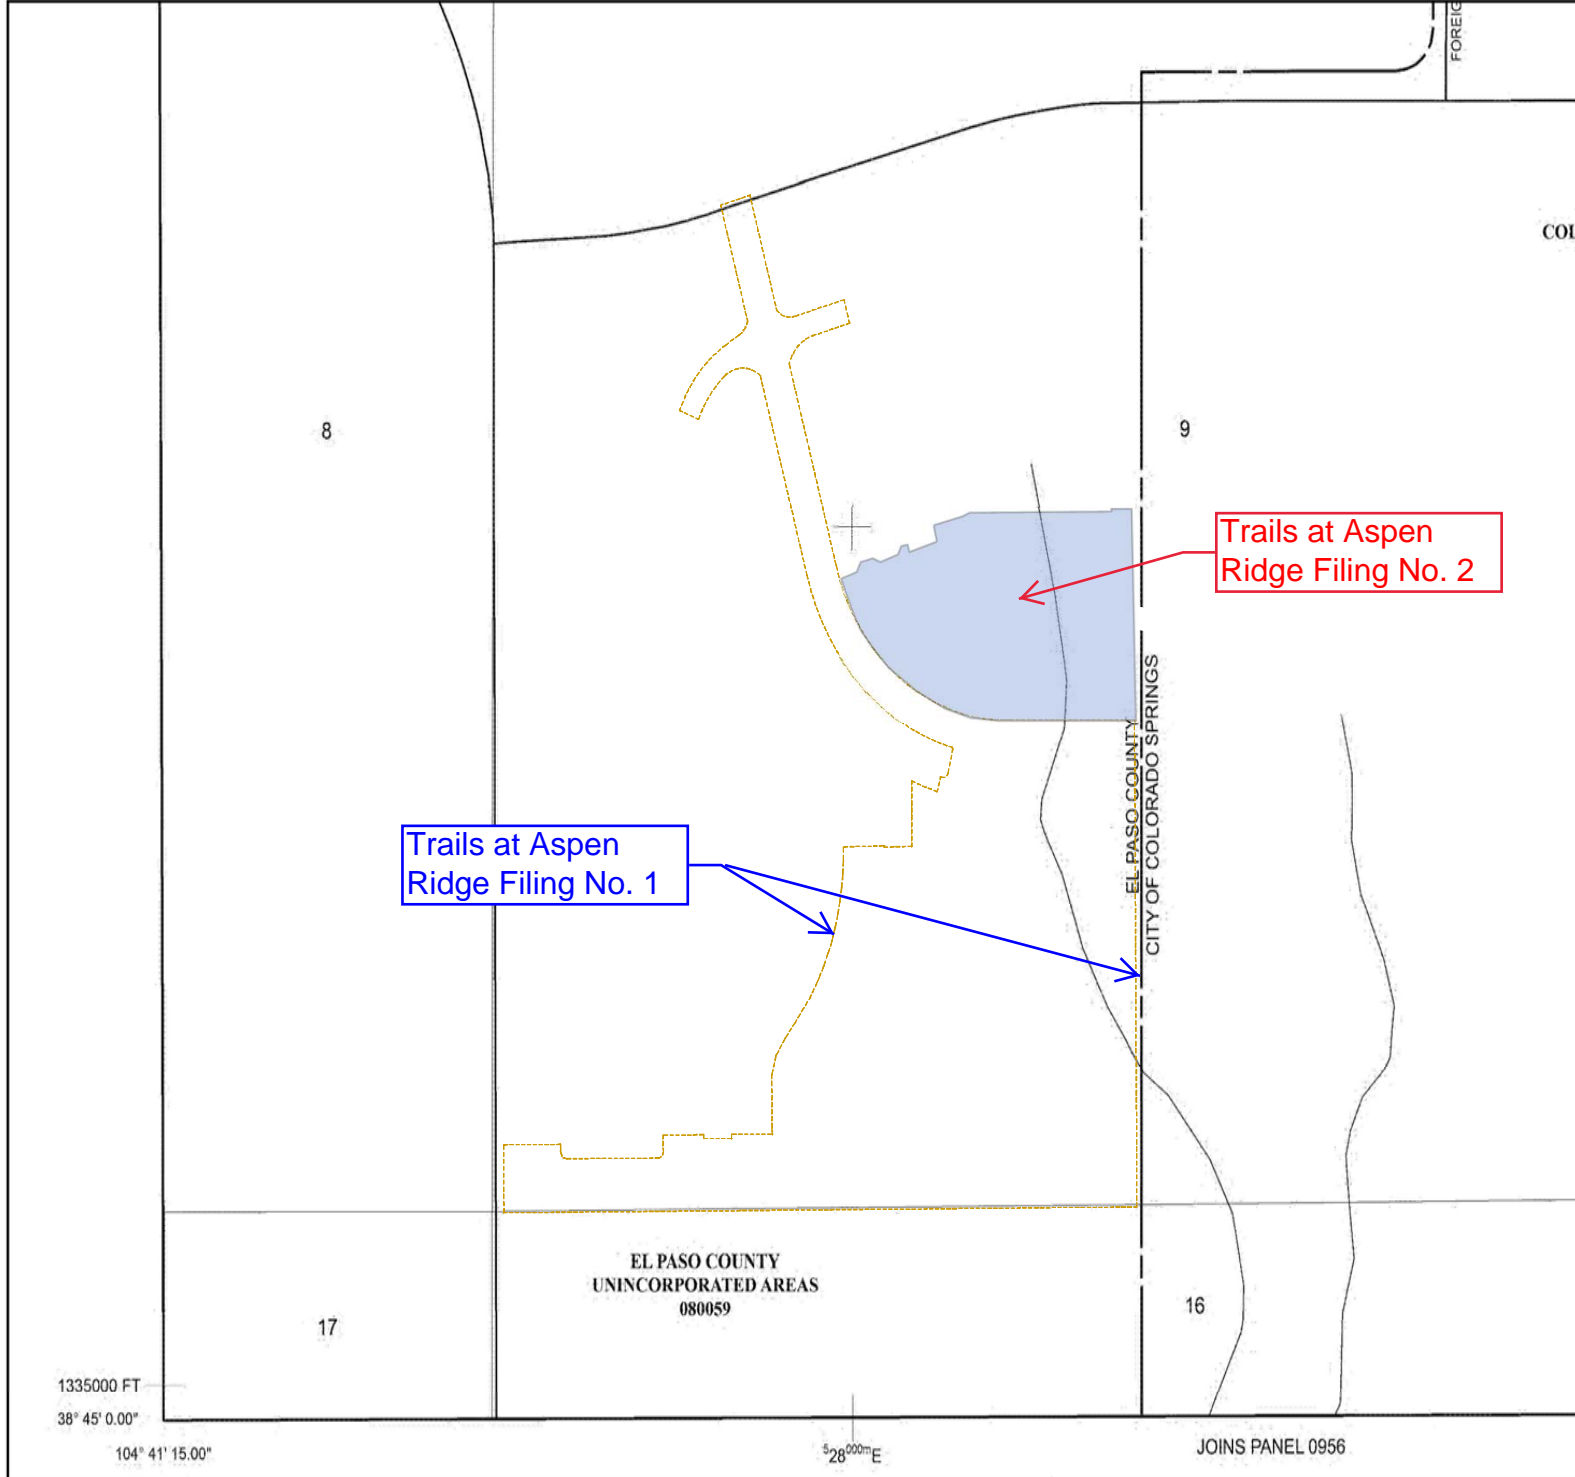 FOREIG
COL
8
9
Trails at Aspen
Ridge Filing No. 2
EL PASO COUNTY
CITY OF COLORADO SPRINGS
Trails at Aspen
Ridge Filing No. 1
EL PASO COUNTY
UNINCORPORATED AREAS
080059
17
16
1335000 FT
38° 45' 0.00"
104° 41' 15.00"
⁵28⁰⁰⁰ᵐE
JOINS PANEL 0956